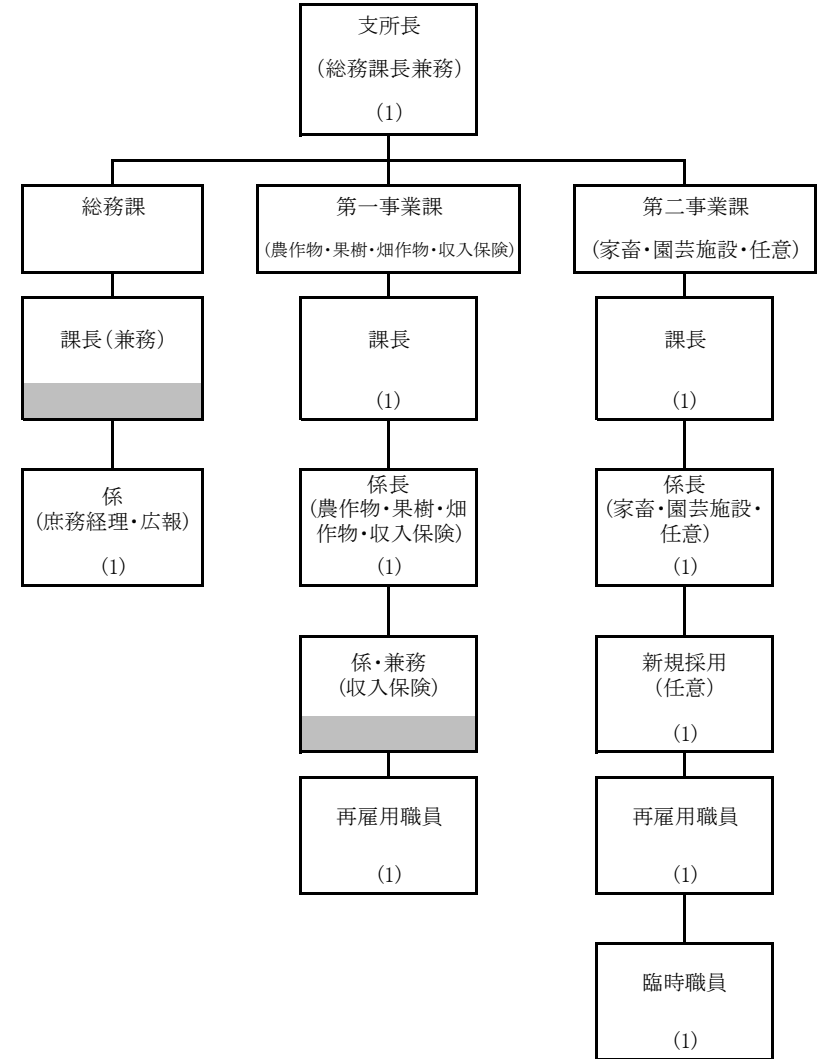 支所長
(総務課長兼務)
(1)
総務課
第一事業課
(農作物・果樹・畑作物・収入保険)
第二事業課
(家畜・園芸施設・任意)
課長(兼務)
課長
(1)
課長
(1)
係
(庶務経理・広報)
(1)
係長
(農作物・果樹・畑
作物・収入保険)
(1)
係長
(家畜・園芸施設・
任意)
(1)
係・兼務
(収入保険)
新規採用
(任意)
(1)
再雇用職員
(1)
再雇用職員
(1)
臨時職員
(1)